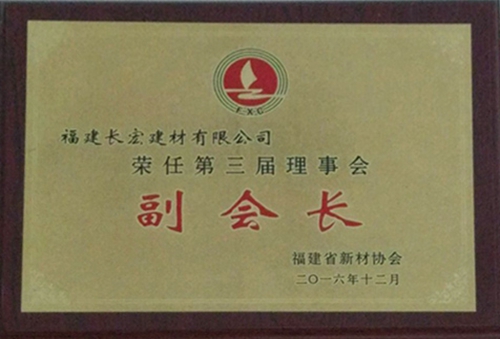 F.X.C
福建长宏建材有限公司
荣任第三届理事会
副会长
福建省新材协会
二〇一六年十二月